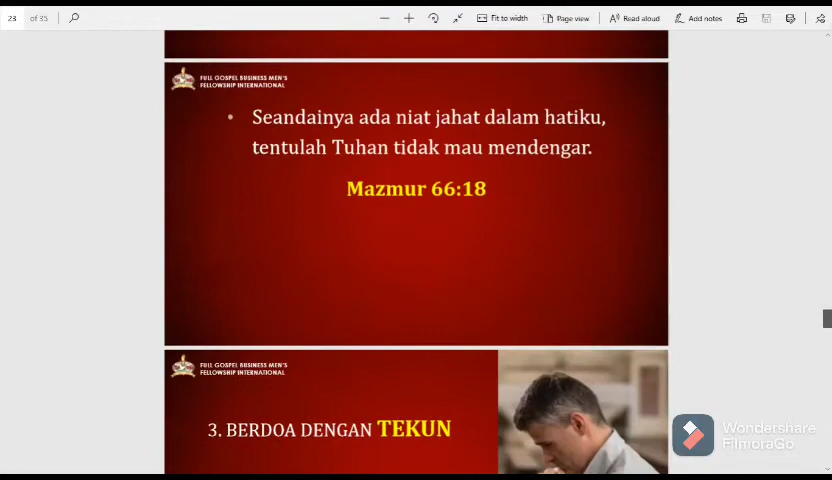 23 of 35 Fit to width Page view Read aloud Add notes
FULL GOSPEL BUSINESS MEN'S
FELLOWSHIP INTERNATIONAL
• Seandainya ada niat jahat dalam hatiku,
tentulah Tuhan tidak mau mendengar.
Mazmur 66:18
FULL GOSPEL BUSINESS MEN'S
FELLOWSHIP INTERNATIONAL
3. BERDOA DENGAN TEKUN
Wondershare
FilmoraGo